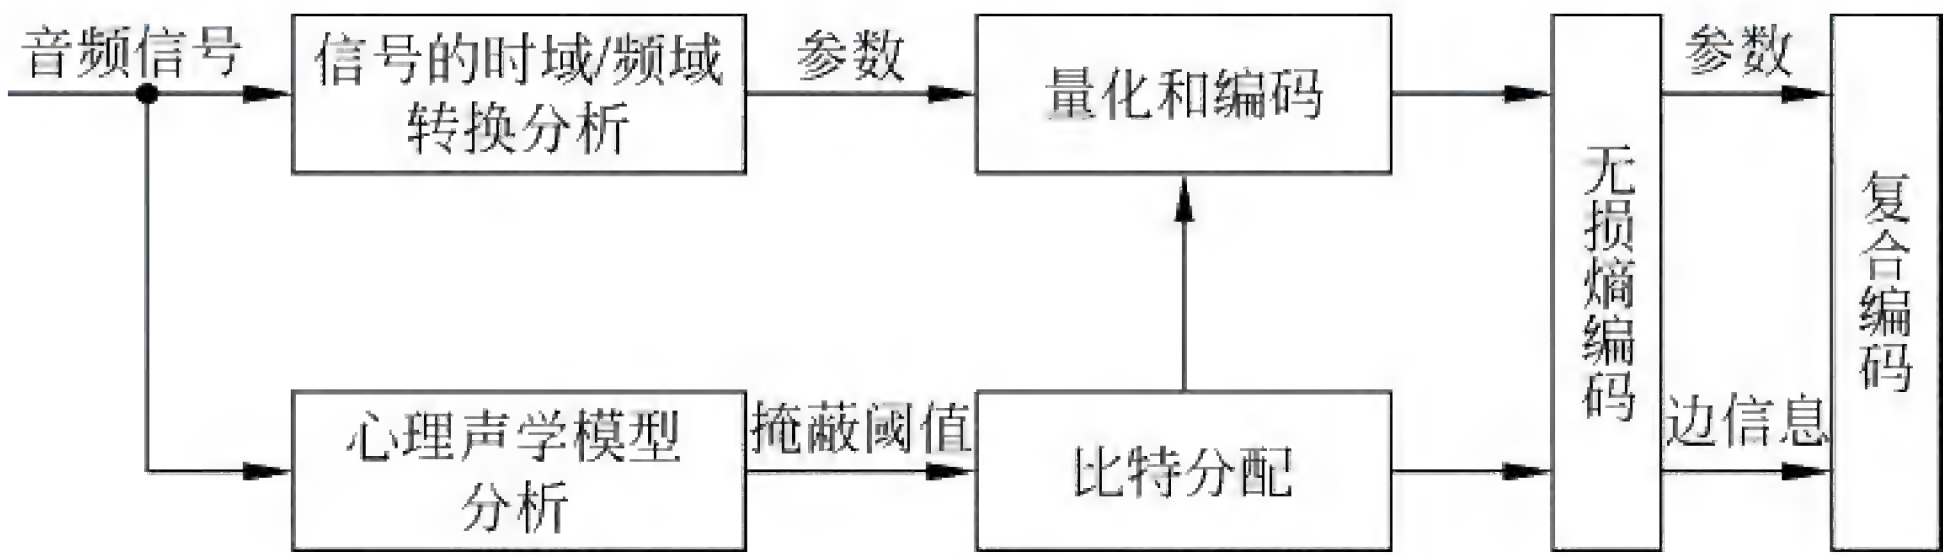 音频信号
信号的时域/频域
转换分析
参数
量化和编码
无损熵编码
参数
复合编码
心理声学模型
分析
掩蔽阈值
比特分配
边信息